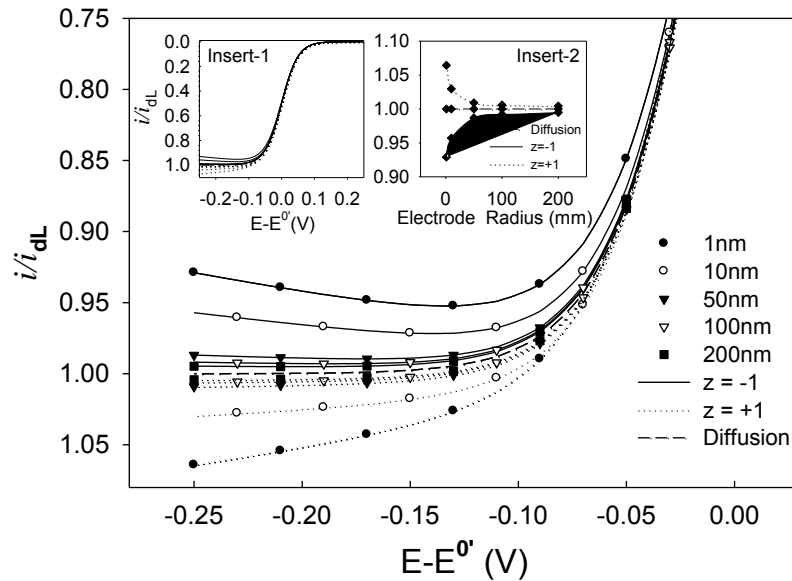 0.75
0.80
0.85
0.90
0.95
1.00
1.05
i/i_dL
-0.25
-0.20
-0.15
-0.10
-0.05
0.00
E-E^0' (V)
Insert-1
0.0
0.2
0.4
0.6
0.8
1.0
i/i_dL
-0.2
-0.1
0.0
0.1
0.2
E-E^0'(V)
Insert-2
1.10
1.05
1.00
0.95
0.90
Diffusion
z=-1
z=+1
0
50
100
150
200
Electrode Radius (mm)
1nm
10nm
50nm
100nm
200nm
z = -1
z = +1
Diffusion